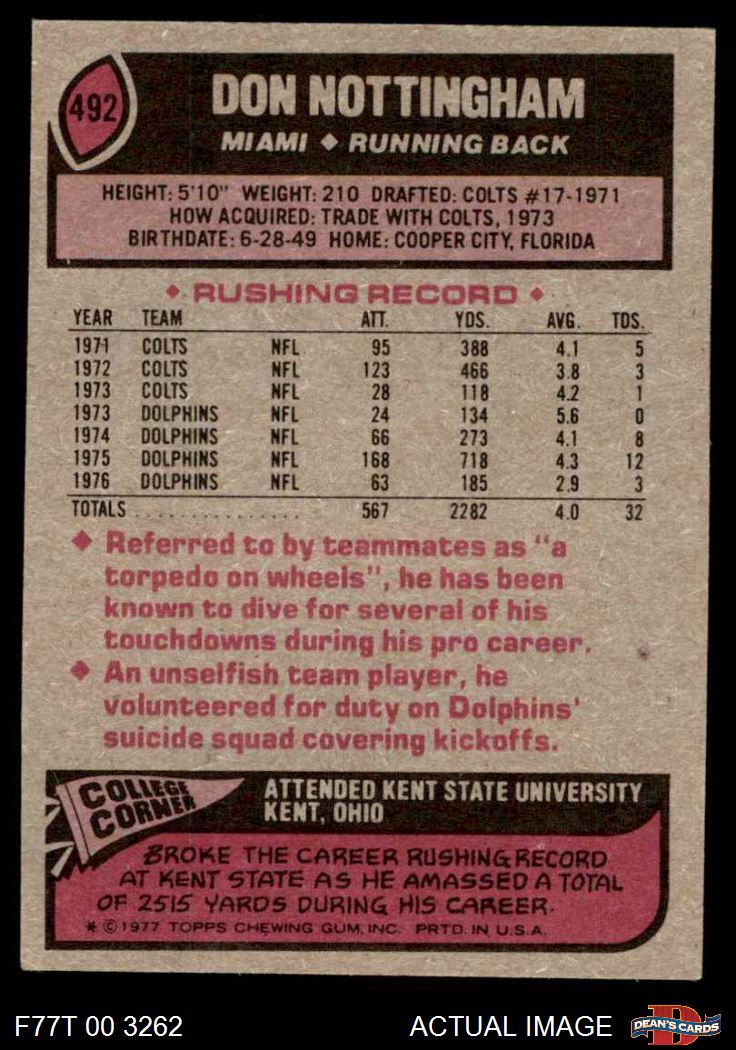 492
DON NOTTINGHAM
MIAMI ◆ RUNNING BACK
HEIGHT: 5'10" WEIGHT: 210 DRAFTED: COLTS #17-1971
HOW ACQUIRED: TRADE WITH COLTS, 1973
BIRTHDATE: 6-28-49 HOME: COOPER CITY, FLORIDA
◆ RUSHING RECORD ◆
YEAR TEAM ATT. YDS. AVG. TDS.
1971 COLTS NFL 95 388 4.1 5
1972 COLTS NFL 123 466 3.8 3
1973 COLTS NFL 28 118 4.2 1
1973 DOLPHINS NFL 24 134 5.6 0
1974 DOLPHINS NFL 66 273 4.1 8
1975 DOLPHINS NFL 168 718 4.3 12
1976 DOLPHINS NFL 63 185 2.9 3
TOTALS . . . . . . . . . . . . . . . 567 2282 4.0 32
◆ Referred to by teammates as "a
torpedo on wheels", he has been
known to dive for several of his
touchdowns during his pro career.
◆ An unselfish team player, he
volunteered for duty on Dolphins'
suicide squad covering kickoffs.
COLLEGE
CORNER
ATTENDED KENT STATE UNIVERSITY
KENT, OHIO
BROKE THE CAREER RUSHING RECORD
AT KENT STATE AS HE AMASSED A TOTAL
OF 2515 YARDS DURING HIS CAREER.
* © 1977 TOPPS CHEWING GUM, INC. PRTD. IN U.S.A.
F77T 00 3262
ACTUAL IMAGE
D
DEAN'S CARDS